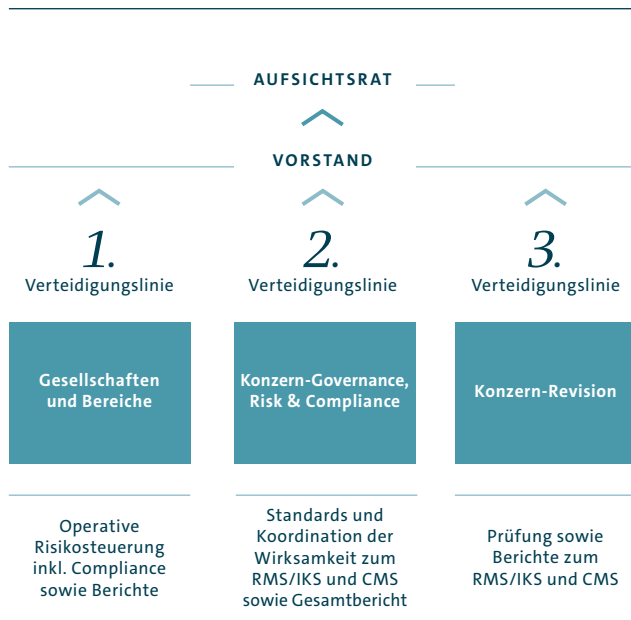 AUFSICHTSRAT
VORSTAND
1.
Verteidigungslinie
Gesellschaften
und Bereiche
Operative
Risikosteuerung
inkl. Compliance
sowie Berichte
2.
Verteidigungslinie
Konzern-Governance,
Risk & Compliance
Standards und
Koordination der
Wirksamkeit zum
RMS/IKS und CMS
sowie Gesamtbericht
3.
Verteidigungslinie
Konzern-Revision
Prüfung sowie
Berichte zum
RMS/IKS und CMS